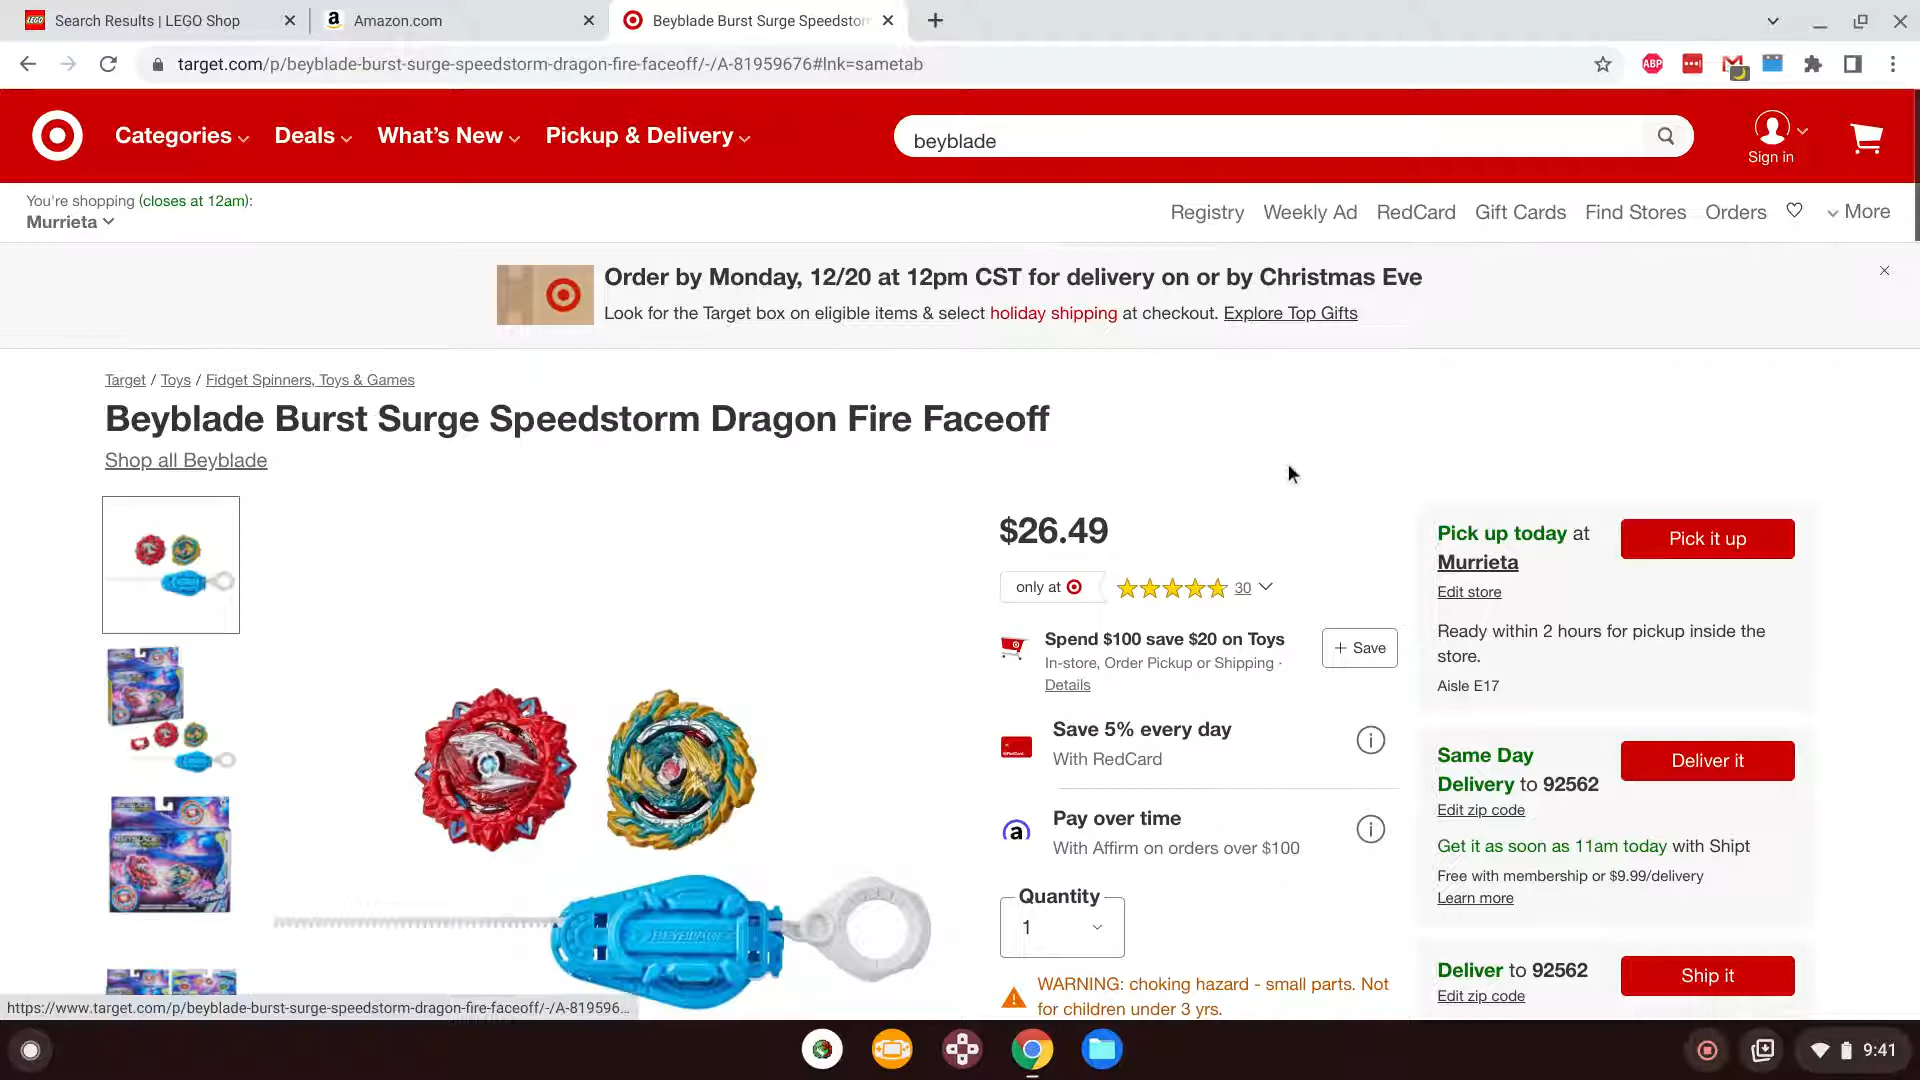 Search Results | LEGO Shop
Amazon.com
Beyblade Burst Surge Speedstor
target.com/p/beyblade-burst-surge-speedstorm-dragon-fire-faceoff/-/A-81959676#lnk=sametab
ABP
Categories
Deals
What's New
Pickup & Delivery
beyblade
Sign in
You're shopping (closes at 12am):
Murrieta
Registry
Weekly Ad
RedCard
Gift Cards
Find Stores
Orders
More
Order by Monday, 12/20 at 12pm CST for delivery on or by Christmas Eve
Look for the Target box on eligible items & select holiday shipping at checkout. Explore Top Gifts
Target / Toys / Fidget Spinners, Toys & Games
Beyblade Burst Surge Speedstorm Dragon Fire Faceoff
Shop all Beyblade
$26.49
only at
30
Spend $100 save $20 on Toys
In-store, Order Pickup or Shipping ·
Details
+ Save
Save 5% every day
With RedCard
Pay over time
With Affirm on orders over $100
Quantity
1
WARNING: choking hazard - small parts. Not
for children under 3 yrs.
Pick up today at
Murrieta
Edit store
Pick it up
Ready within 2 hours for pickup inside the
store.
Aisle E17
Same Day
Delivery to 92562
Edit zip code
Deliver it
Get it as soon as 11am today with Shipt
Free with membership or $9.99/delivery
Learn more
Deliver to 92562
Edit zip code
Ship it
BEYBLADE
https://www.target.com/p/beyblade-burst-surge-speedstorm-dragon-fire-faceoff/-/A-819596...
9:41